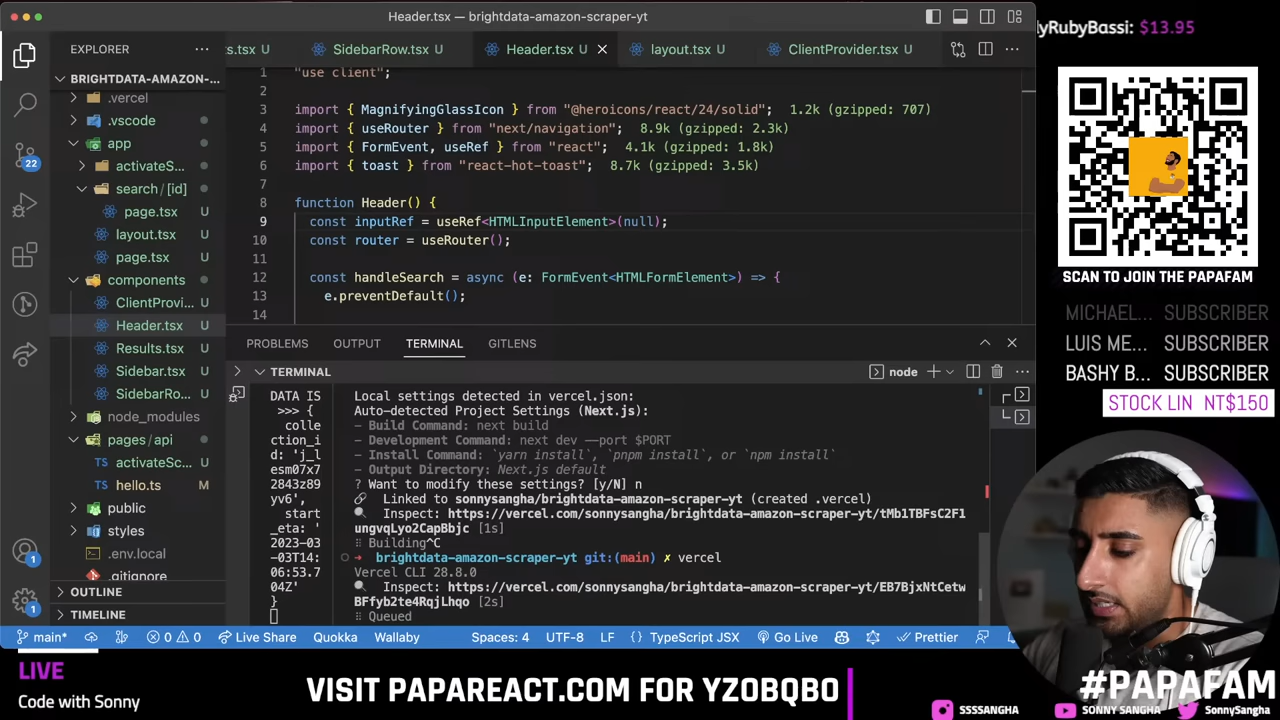 Header.tsx — brightdata-amazon-scraper-yt
EXPLORER
BRIGHTDATA-AMAZON-...
.vercel
.vscode
app
activateS...
search/[id]
page.tsx U
layout.tsx U
page.tsx U
components
ClientProvi... U
Header.tsx U
Results.tsx U
Sidebar.tsx U
SidebarRo... U
node_modules
pages/api
TS activateSc... U
TS hello.ts M
public
styles
.env.local
.gitignore
OUTLINE
TIMELINE
22
1
1
s.tsx U
SidebarRow.tsx U
Header.tsx U
layout.tsx U
ClientProvider.tsx U
1 "use client";
2
3 import { MagnifyingGlassIcon } from "@heroicons/react/24/solid"; 1.2k (gzipped: 707)
4 import { useRouter } from "next/navigation"; 8.9k (gzipped: 2.3k)
5 import { FormEvent, useRef } from "react"; 4.1k (gzipped: 1.8k)
6 import { toast } from "react-hot-toast"; 8.7k (gzipped: 3.5k)
7
8 function Header() {
9 const inputRef = useRef<HTMLInputElement>(null);
10 const router = useRouter();
11
12 const handleSearch = async (e: FormEvent<HTMLFormElement>) => {
13 e.preventDefault();
14
PROBLEMS OUTPUT TERMINAL GITLENS
TERMINAL
node
DATA IS
>>> {
colle
ction_i
d: 'j_l
esm07x7
2843z89
yv6',
start
_eta: '
2023-03
-03T14:
06:53.7
04Z'
}
Local settings detected in vercel.json:
Auto-detected Project Settings (Next.js):
- Build Command: next build
- Development Command: next dev --port $PORT
- Install Command: `yarn install`, `pnpm install`, or `npm install`
- Output Directory: Next.js default
? Want to modify these settings? [y/N] n
Linked to sonnysangha/brightdata-amazon-scraper-yt (created .vercel)
Inspect: https://vercel.com/sonnysangha/brightdata-amazon-scraper-yt/tMb1TBFsC2F1
ungvqLyo2CapBbjc [1s]
Building^C
➜ brightdata-amazon-scraper-yt git:(main) ✗ vercel
Vercel CLI 28.8.0
Inspect: https://vercel.com/sonnysangha/brightdata-amazon-scraper-yt/EB7BjxNtCetw
BFfyb2te4RqjLhqo [2s]
Queued
main* 0 0 Live Share Quokka Wallaby Spaces: 4 UTF-8 LF {} TypeScript JSX Go Live Prettier
lyRubyBassi: $13.95
SCAN TO JOIN THE PAPAFAM
MICHAEL... SUBSCRIBER
LUIS ME... SUBSCRIBER
BASHY B... SUBSCRIBER
STOCK LIN NT$150
LIVE
Code with Sonny
VISIT PAPAREACT.COM FOR YZOBQBO
#PAPAFAM
SSSSANGHA SONNY SANGHA SonnySangha